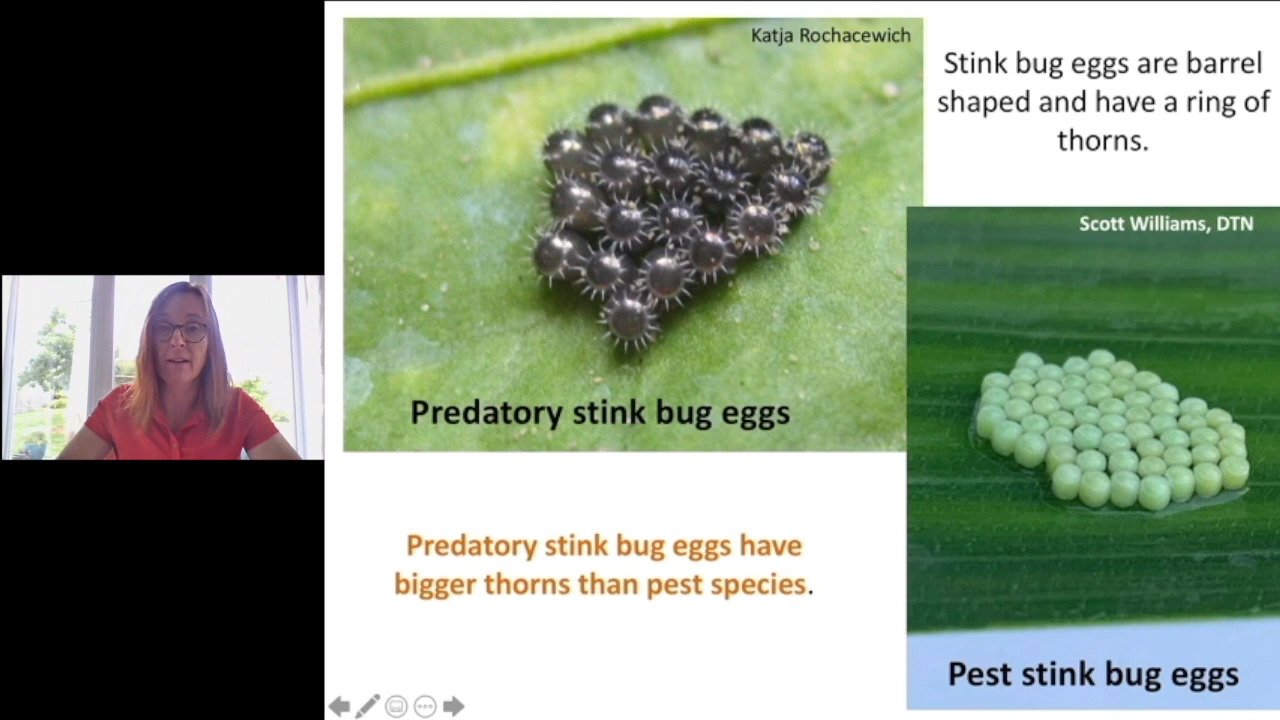 Katja Rochacewich
Stink bug eggs are barrel
shaped and have a ring of
thorns.
Scott Williams, DTN
Predatory stink bug eggs
Predatory stink bug eggs have
bigger thorns than pest species.
Pest stink bug eggs